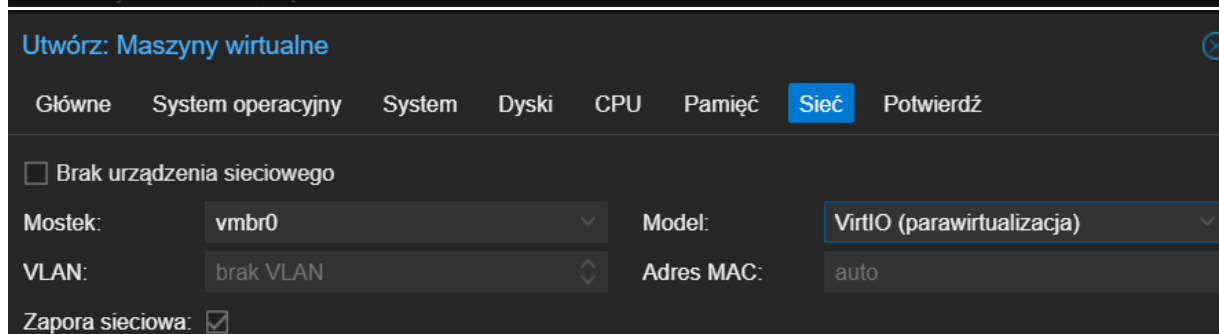 Utwórz: Maszyny wirtualne
Główne System operacyjny System Dyski CPU Pamięć Sieć Potwierdź
Brak urządzenia sieciowego
Mostek: vmbr0 Model: VirtIO (parawirtualizacja)
VLAN: brak VLAN Adres MAC: auto
Zapora sieciowa: